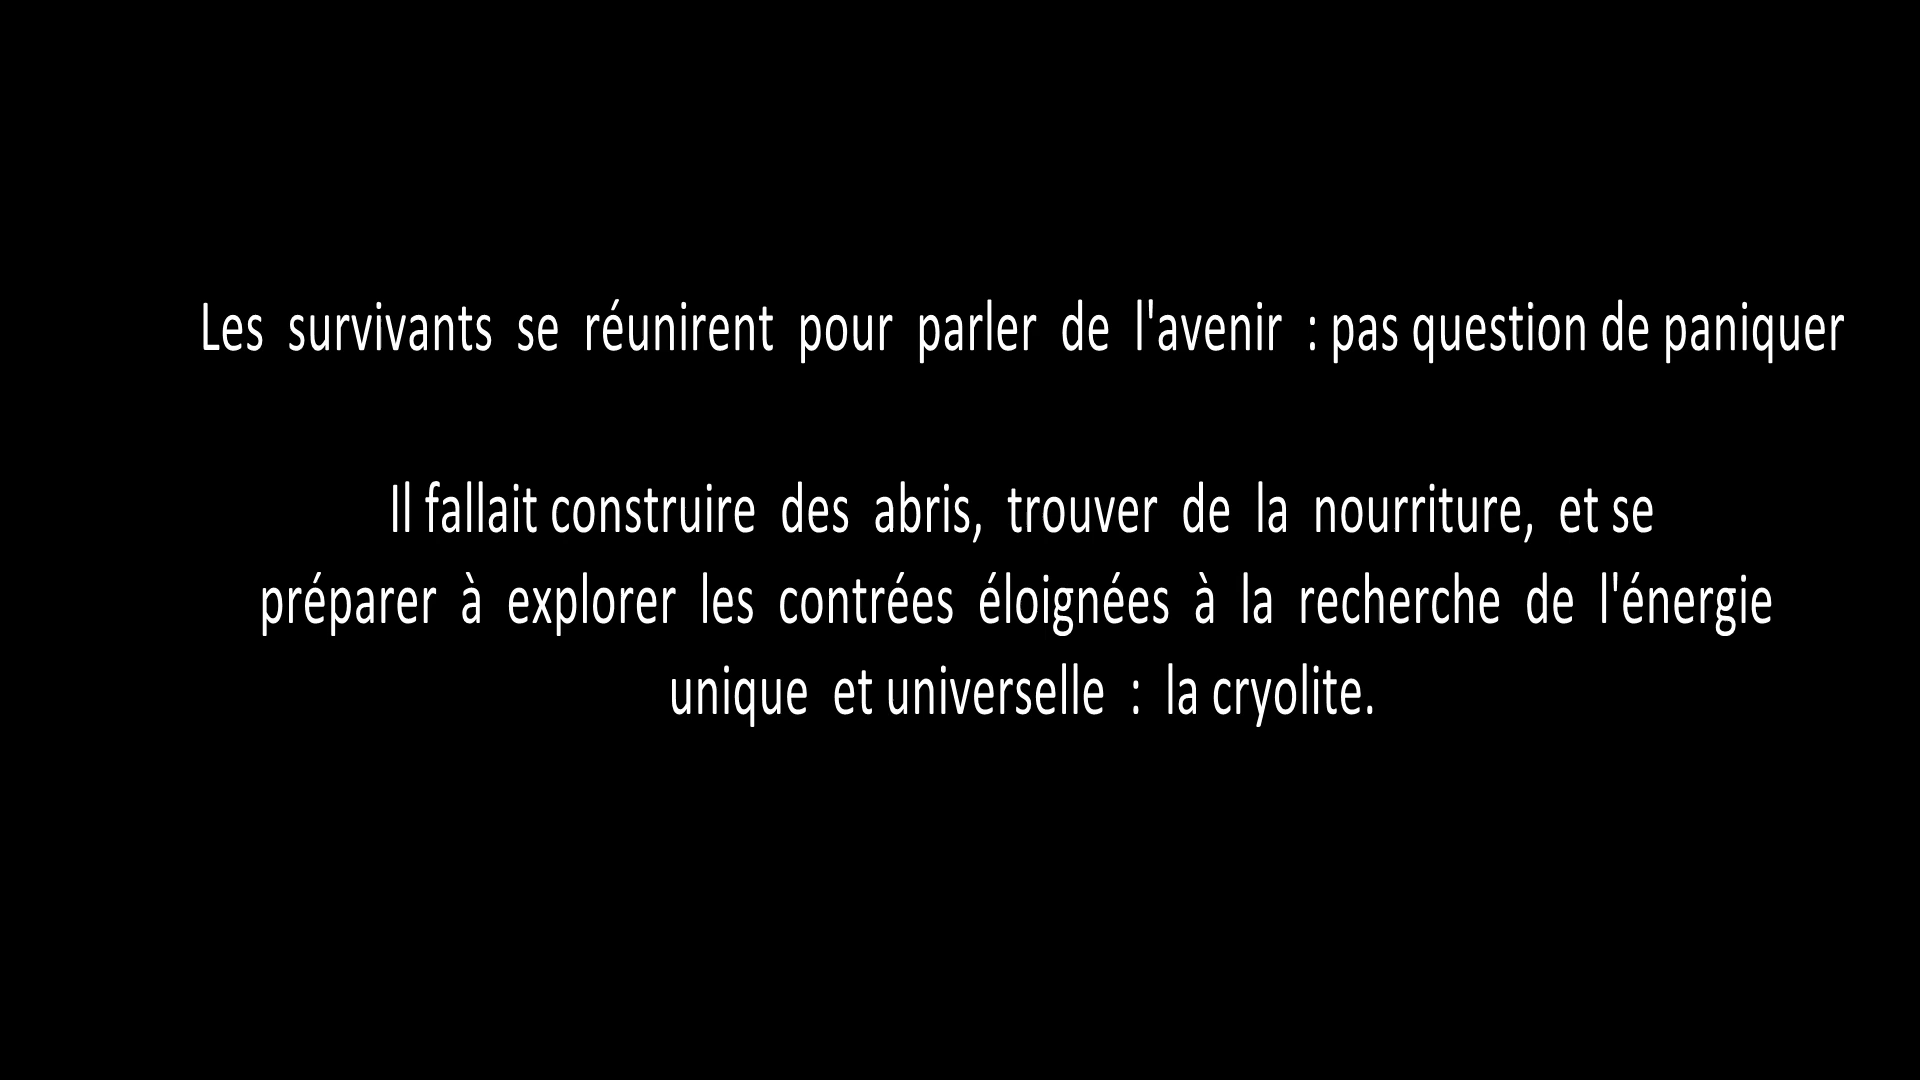 Les survivants se réunirent pour parler de l'avenir : pas question de paniquer
Il fallait construire des abris, trouver de la nourriture, et se
préparer à explorer les contrées éloignées à la recherche de l'énergie
unique et universelle : la cryolite.